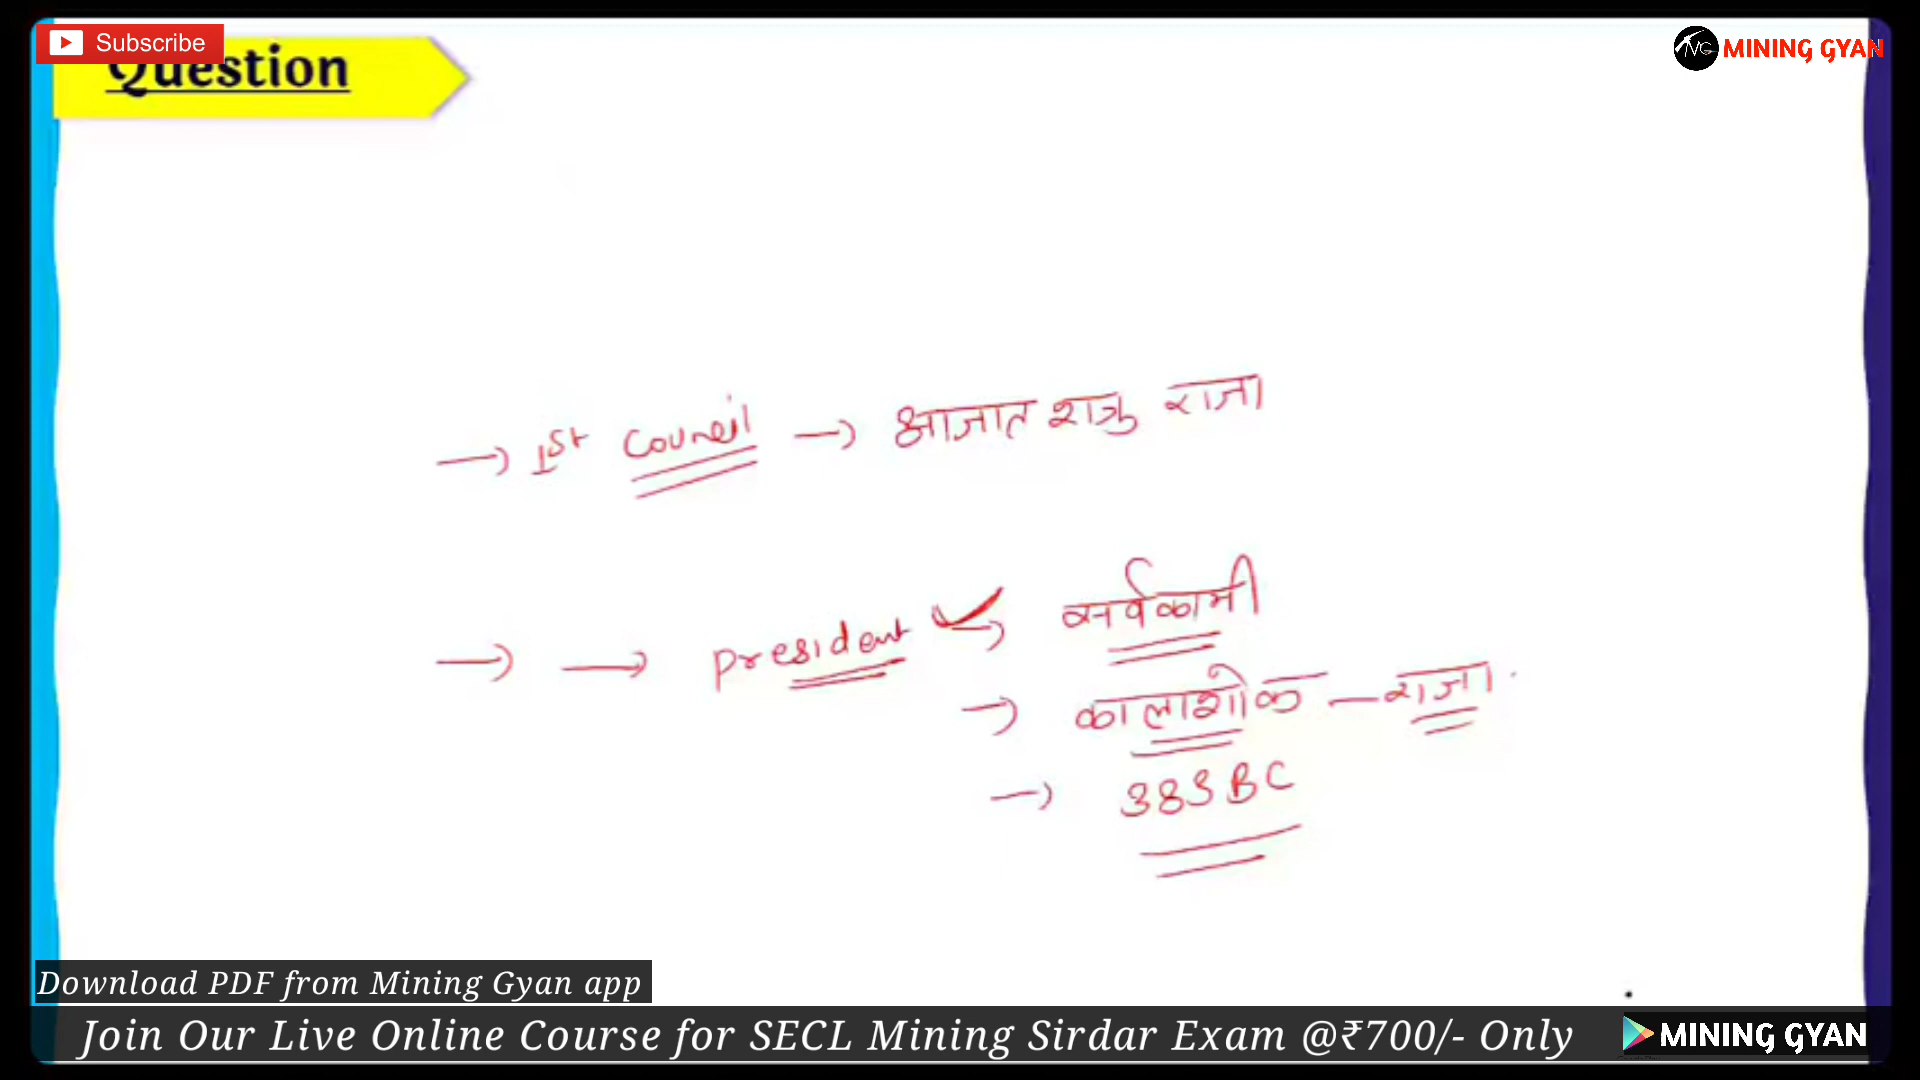 Subscribe
Question
MINING GYAN
→ 1st Council → आजात शत्रु राजा
→ → president → सर्वकामी
→ कालाशोक — राजा
→ 383 BC
Download PDF from Mining Gyan app
Join Our Live Online Course for SECL Mining Sirdar Exam @₹700/- Only
MINING GYAN